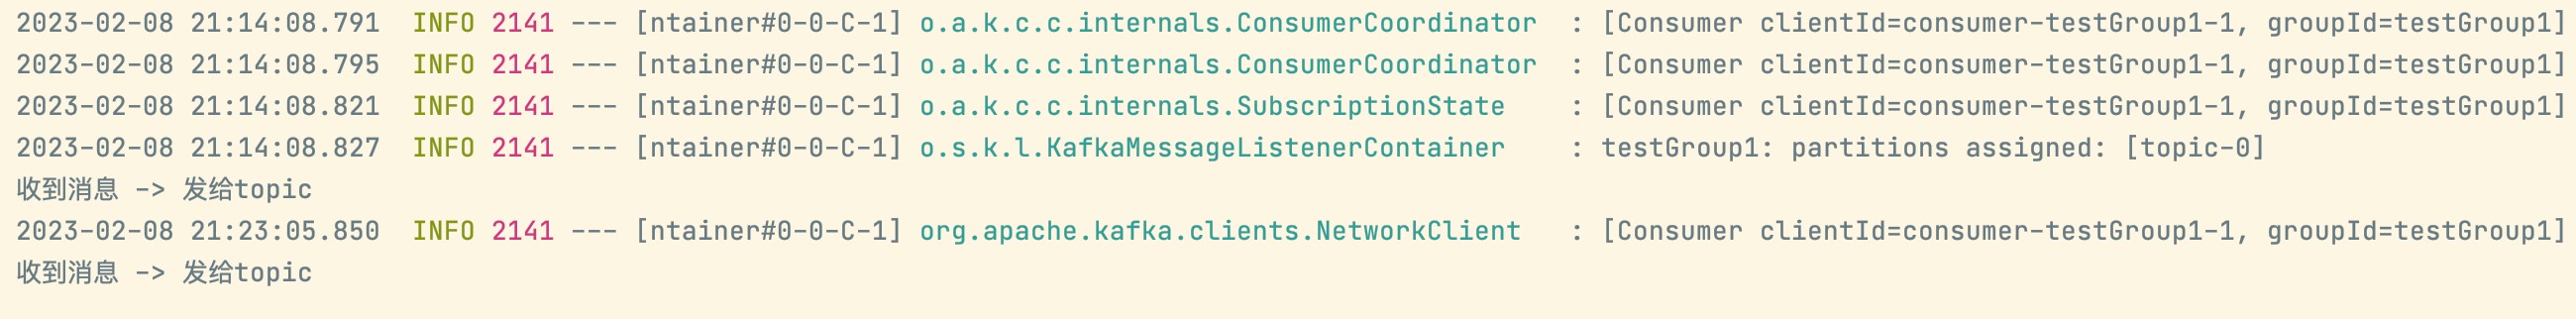 2023-02-08 21:14:08.791  INFO 2141 --- [ntainer#0-0-C-1] o.a.k.c.c.internals.ConsumerCoordinator  : [Consumer clientId=consumer-testGroup1-1, groupId=testGroup1]
2023-02-08 21:14:08.795  INFO 2141 --- [ntainer#0-0-C-1] o.a.k.c.c.internals.ConsumerCoordinator  : [Consumer clientId=consumer-testGroup1-1, groupId=testGroup1]
2023-02-08 21:14:08.821  INFO 2141 --- [ntainer#0-0-C-1] o.a.k.c.c.internals.SubscriptionState    : [Consumer clientId=consumer-testGroup1-1, groupId=testGroup1]
2023-02-08 21:14:08.827  INFO 2141 --- [ntainer#0-0-C-1] o.s.k.l.KafkaMessageListenerContainer    : testGroup1: partitions assigned: [topic-0]
收到消息 -> 发给topic
2023-02-08 21:23:05.850  INFO 2141 --- [ntainer#0-0-C-1] org.apache.kafka.clients.NetworkClient   : [Consumer clientId=consumer-testGroup1-1, groupId=testGroup1]
收到消息 -> 发给topic